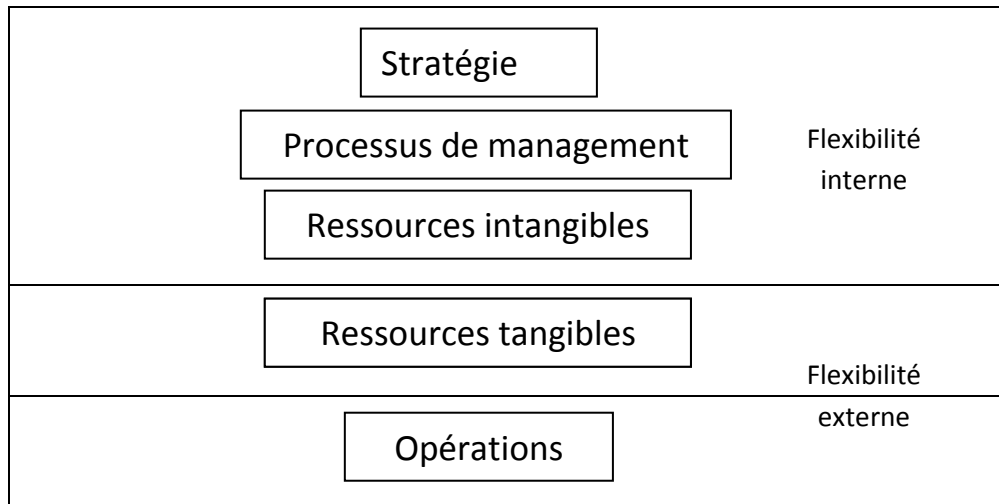 Stratégie
Processus de management
Flexibilité
interne
Ressources intangibles
Ressources tangibles
Flexibilité
externe
Opérations